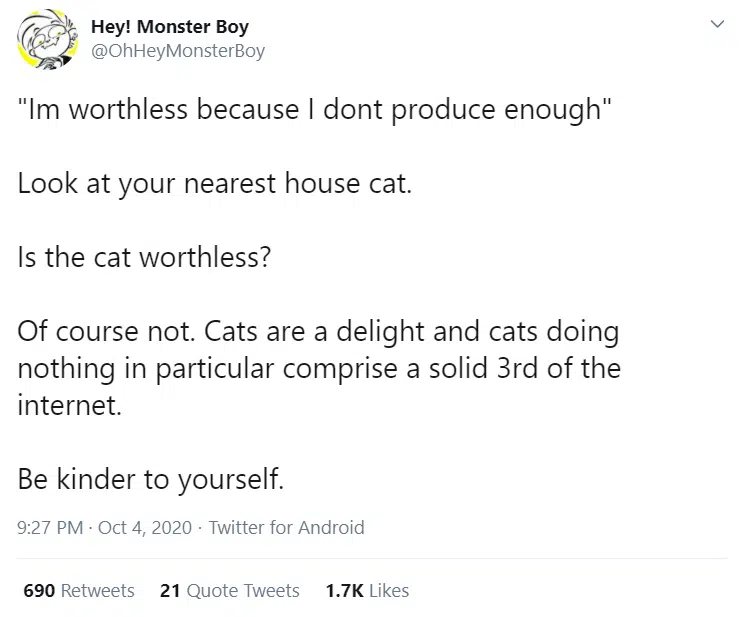 Hey! Monster Boy
@OhHeyMonsterBoy
"Im worthless because I dont produce enough"
Look at your nearest house cat.
Is the cat worthless?
Of course not. Cats are a delight and cats doing
nothing in particular comprise a solid 3rd of the
internet.
Be kinder to yourself.
9:27 PM · Oct 4, 2020 · Twitter for Android
690 Retweets 21 Quote Tweets 1.7K Likes